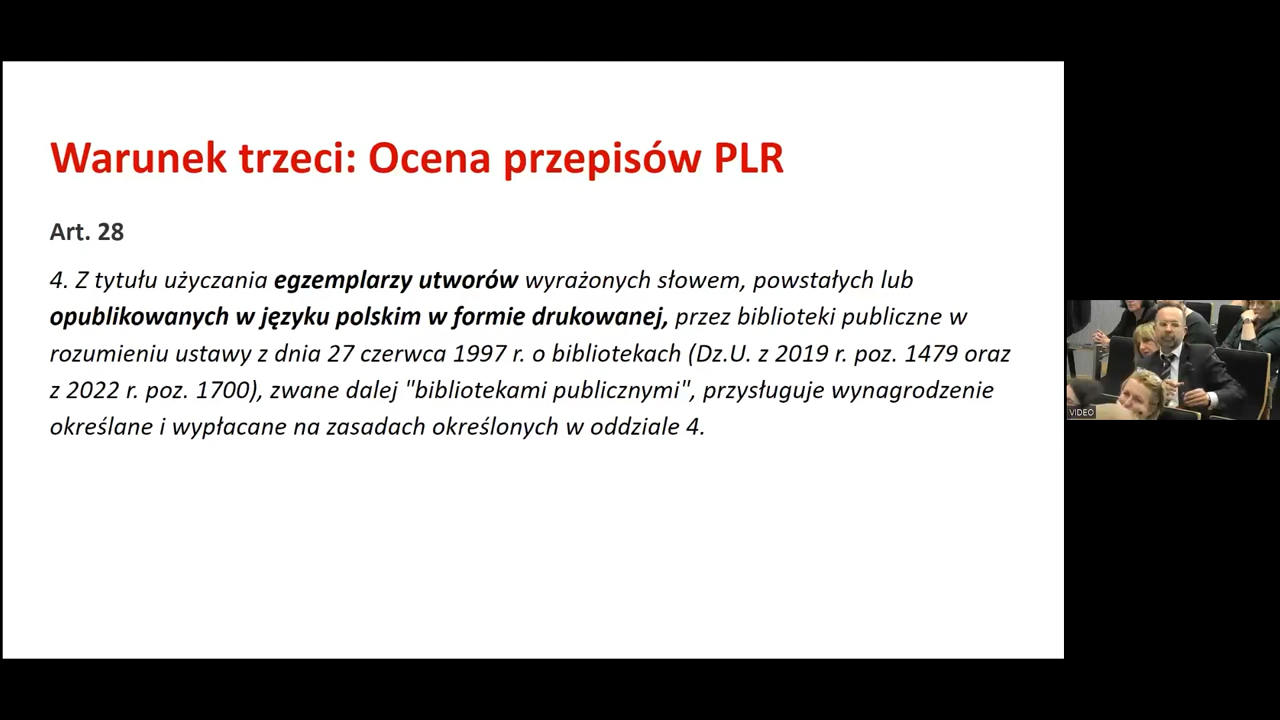 Warunek trzeci: Ocena przepisów PLR
Art. 28
4. Z tytułu użyczania egzemplarzy utworów wyrażonych słowem, powstałych lub
opublikowanych w języku polskim w formie drukowanej, przez biblioteki publiczne w
rozumieniu ustawy z dnia 27 czerwca 1997 r. o bibliotekach (Dz.U. z 2019 r. poz. 1479 oraz
z 2022 r. poz. 1700), zwane dalej "bibliotekami publicznymi", przysługuje wynagrodzenie
określane i wypłacane na zasadach określonych w oddziale 4.
VIDEO